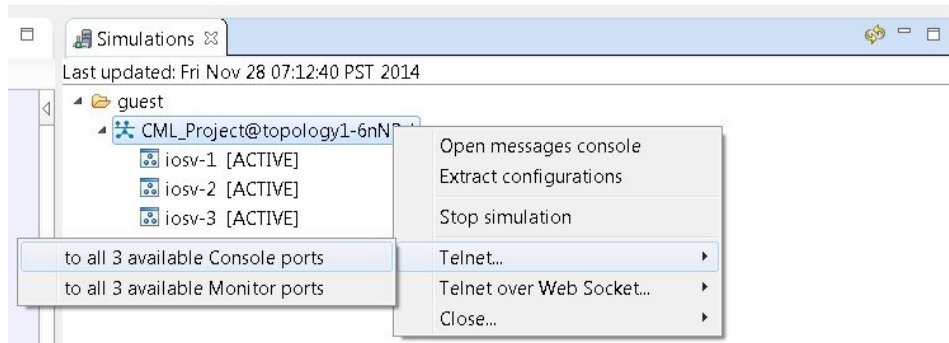 Simulations
Last updated: Fri Nov 28 07:12:40 PST 2014
guest
CML_Project@topology1-6nN
iosv-1 [ACTIVE]
iosv-2 [ACTIVE]
iosv-3 [ACTIVE]
Open messages console
Extract configurations
Stop simulation
Telnet...
Telnet over Web Socket...
Close...
to all 3 available Console ports
to all 3 available Monitor ports